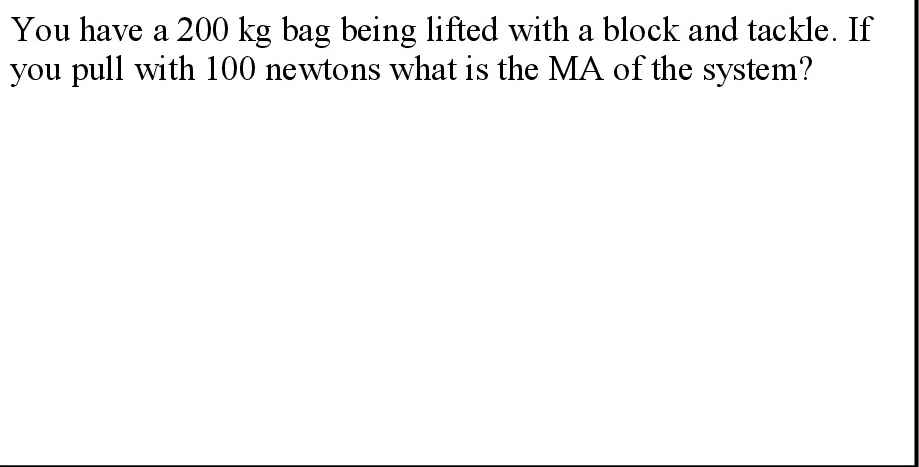 You have a 200 kg bag being lifted with a block and tackle. If
you pull with 100 newtons what is the MA of the system?